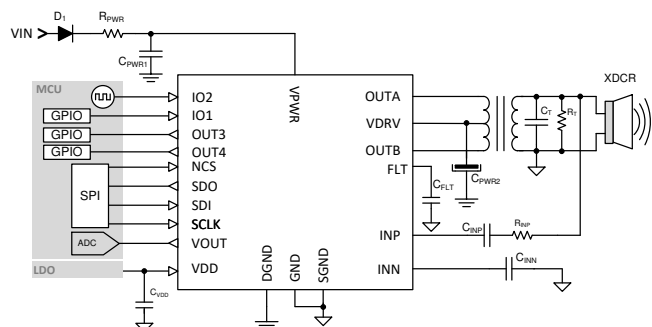 VIN
D1
RPWR
CPWR1
XDCR
MCU
VPWR
IO2
OUTA
CT
RT
GPIO
IO1
GPIO
OUT3
VDRV
GPIO
OUT4
OUTB
NCS
FLT
CPWR2
SPI
SDO
CFLT
SDI
SCLK
CINP
RINP
ADC
VOUT
INP
LDO
VDD
DGND
GND
SGND
INN
CINN
CVDD